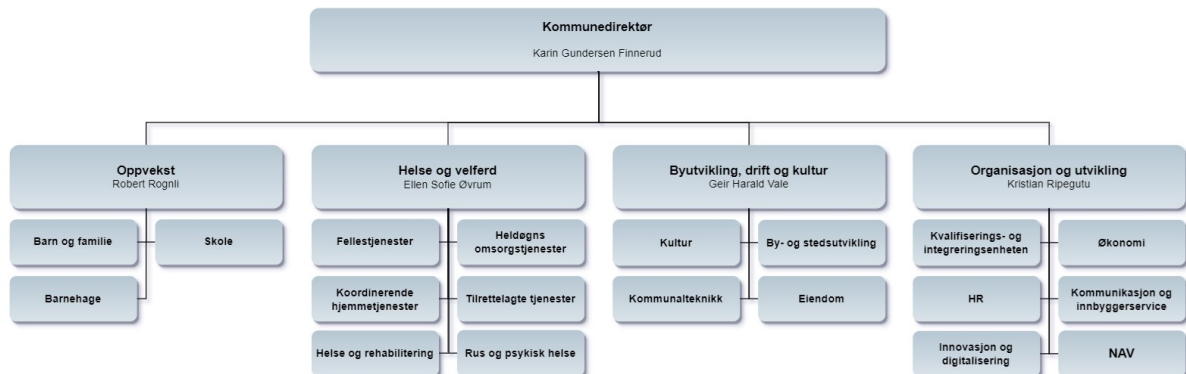 Kommunedirektør
Karin Gundersen Finnerud
Oppvekst
Robert Rognli
Barn og familie
Skole
Barnehage
Helse og velferd
Ellen Sofie Øvrum
Fellestjenester
Heldøgns
omsorgstjenester
Koordinerende
hjemmetjenester
Tilrettelagte tjenester
Helse og rehabilitering
Rus og psykisk helse
Byutvikling, drift og kultur
Geir Harald Vale
Kultur
By- og stedsutvikling
Kommunalteknikk
Eiendom
Organisasjon og utvikling
Kristian Ripegutu
Kvalifiserings- og
integreringsenheten
Økonomi
HR
Kommunikasjon og
innbyggerservice
Innovasjon og
digitalisering
NAV